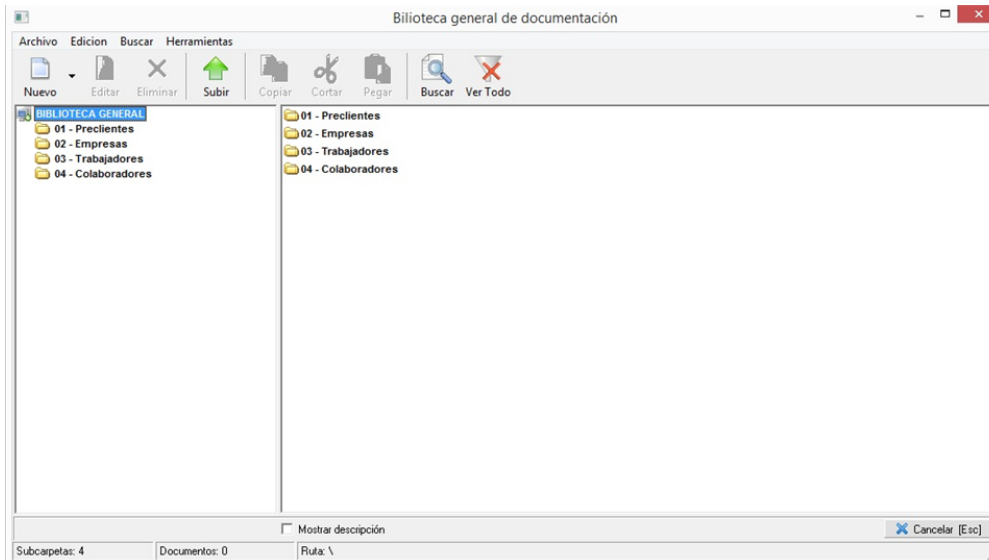 Bilioteca general de documentación
Archivo Edicion Buscar Herramientas
Nuevo Editar Eliminar Subir Copiar Cortar Pegar Buscar Ver Todo
BIBLIOTECA GENERAL
01 - Preclientes
02 - Empresas
03 - Trabajadores
04 - Colaboradores
01 - Preclientes
02 - Empresas
03 - Trabajadores
04 - Colaboradores
Mostrar descripción
Cancelar [Esc]
Subcarpetas: 4 Documentos: 0 Ruta: \